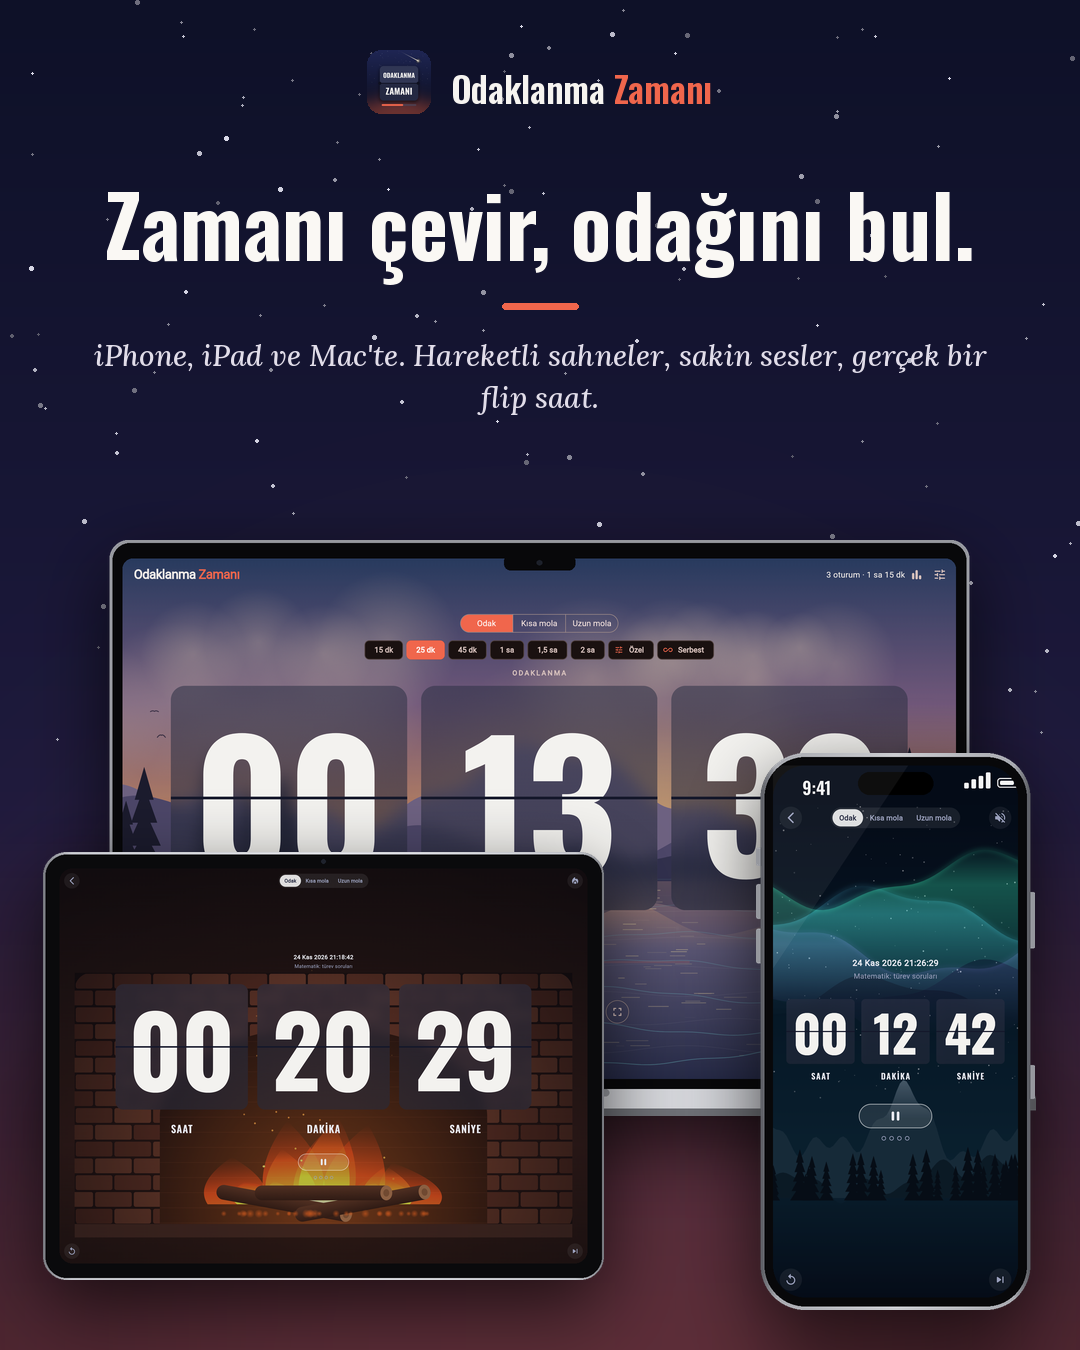 ODAKLANMA
ZAMANI
Odaklanma Zamanı
Zamanı çevir, odağını bul.
iPhone, iPad ve Mac'te. Hareketli sahneler, sakin sesler, gerçek bir
flip saat.
Odaklanma Zamanı
3 oturum · 1 sa 15 dk
Odak Kısa mola Uzun mola
15 dk 25 dk 45 dk 1 sa 1,5 sa 2 sa Özel Serbest
ODAKLANMA
00 13
9:41
Odak Kısa mola Uzun mola
24 Kas 2026 21:26:29
Matematik: türev soruları
00 12 42
SAAT DAKİKA SANİYE
Odak Kısa mola Uzun mola
24 Kas 2026 21:18:42
Matematik: türev soruları
00 20 29
SAAT DAKİKA SANİYE